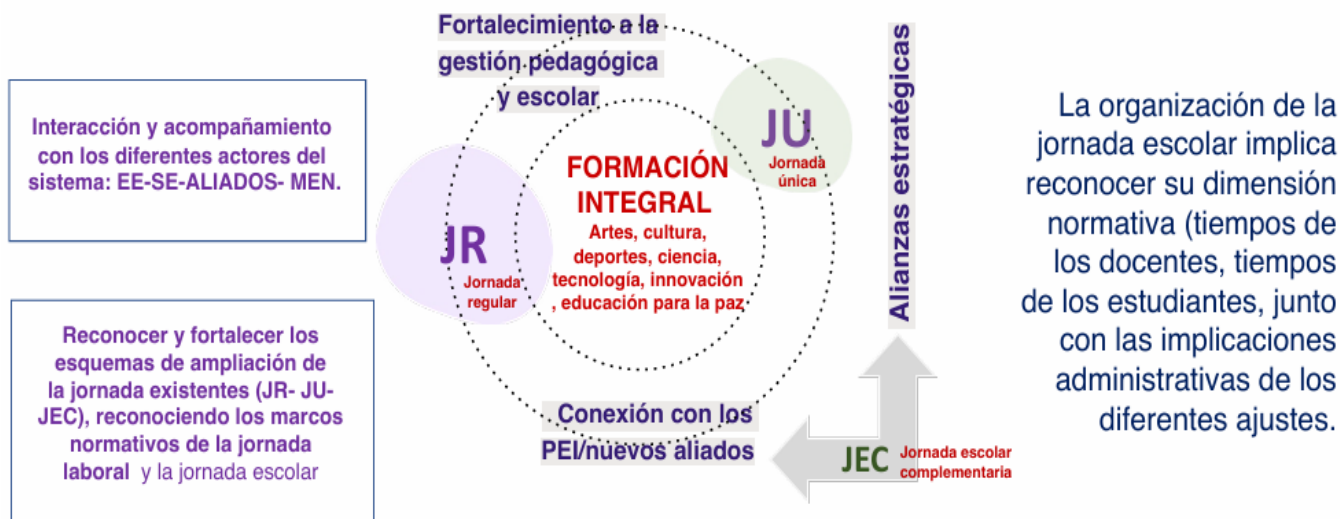 Fortalecimiento a la
gestión pedagógica
y escolar
Interacción y acompañamiento
con los diferentes actores del
sistema: EE-SE-ALIADOS- MEN.
Reconocer y fortalecer los
esquemas de ampliación de
la jornada existentes (JR- JU-
JEC), reconociendo los marcos
normativos de la jornada
laboral y la jornada escolar
JR
Jornada
regular
FORMACIÓN
INTEGRAL
Artes, cultura,
deportes, ciencia,
tecnología, innovación
, educación para la paz
JU
Jornada
única
Conexión con los
PEI/nuevos aliados
Alianzas estratégicas
JEC
Jornada escolar
complementaria
La organización de la
jornada escolar implica
reconocer su dimensión
normativa (tiempos de
los docentes, tiempos
de los estudiantes, junto
con las implicaciones
administrativas de los
diferentes ajustes.